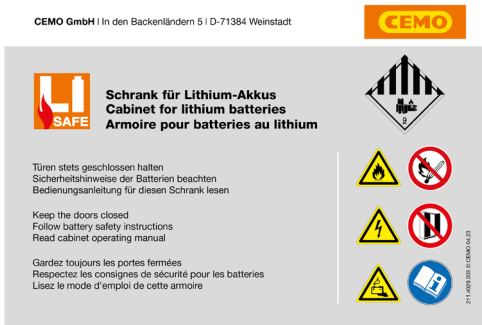 CEMO GmbH | In den Backenländern 5 | D-71384 Weinstadt
CEMO
LI
SAFE
Schrank für Lithium-Akkus
Cabinet for lithium batteries
Armoire pour batteries au lithium
9
Türen stets geschlossen halten
Sicherheitshinweise der Batterien beachten
Bedienungsanleitung für diesen Schrank lesen
Keep the doors closed
Follow battery safety instructions
Read cabinet operating manual
Gardez toujours les portes fermées
Respectez les consignes de sécurité pour les batteries
Lisez le mode d'emploi de cette armoire
211.4029.303 © CEMO 04.23